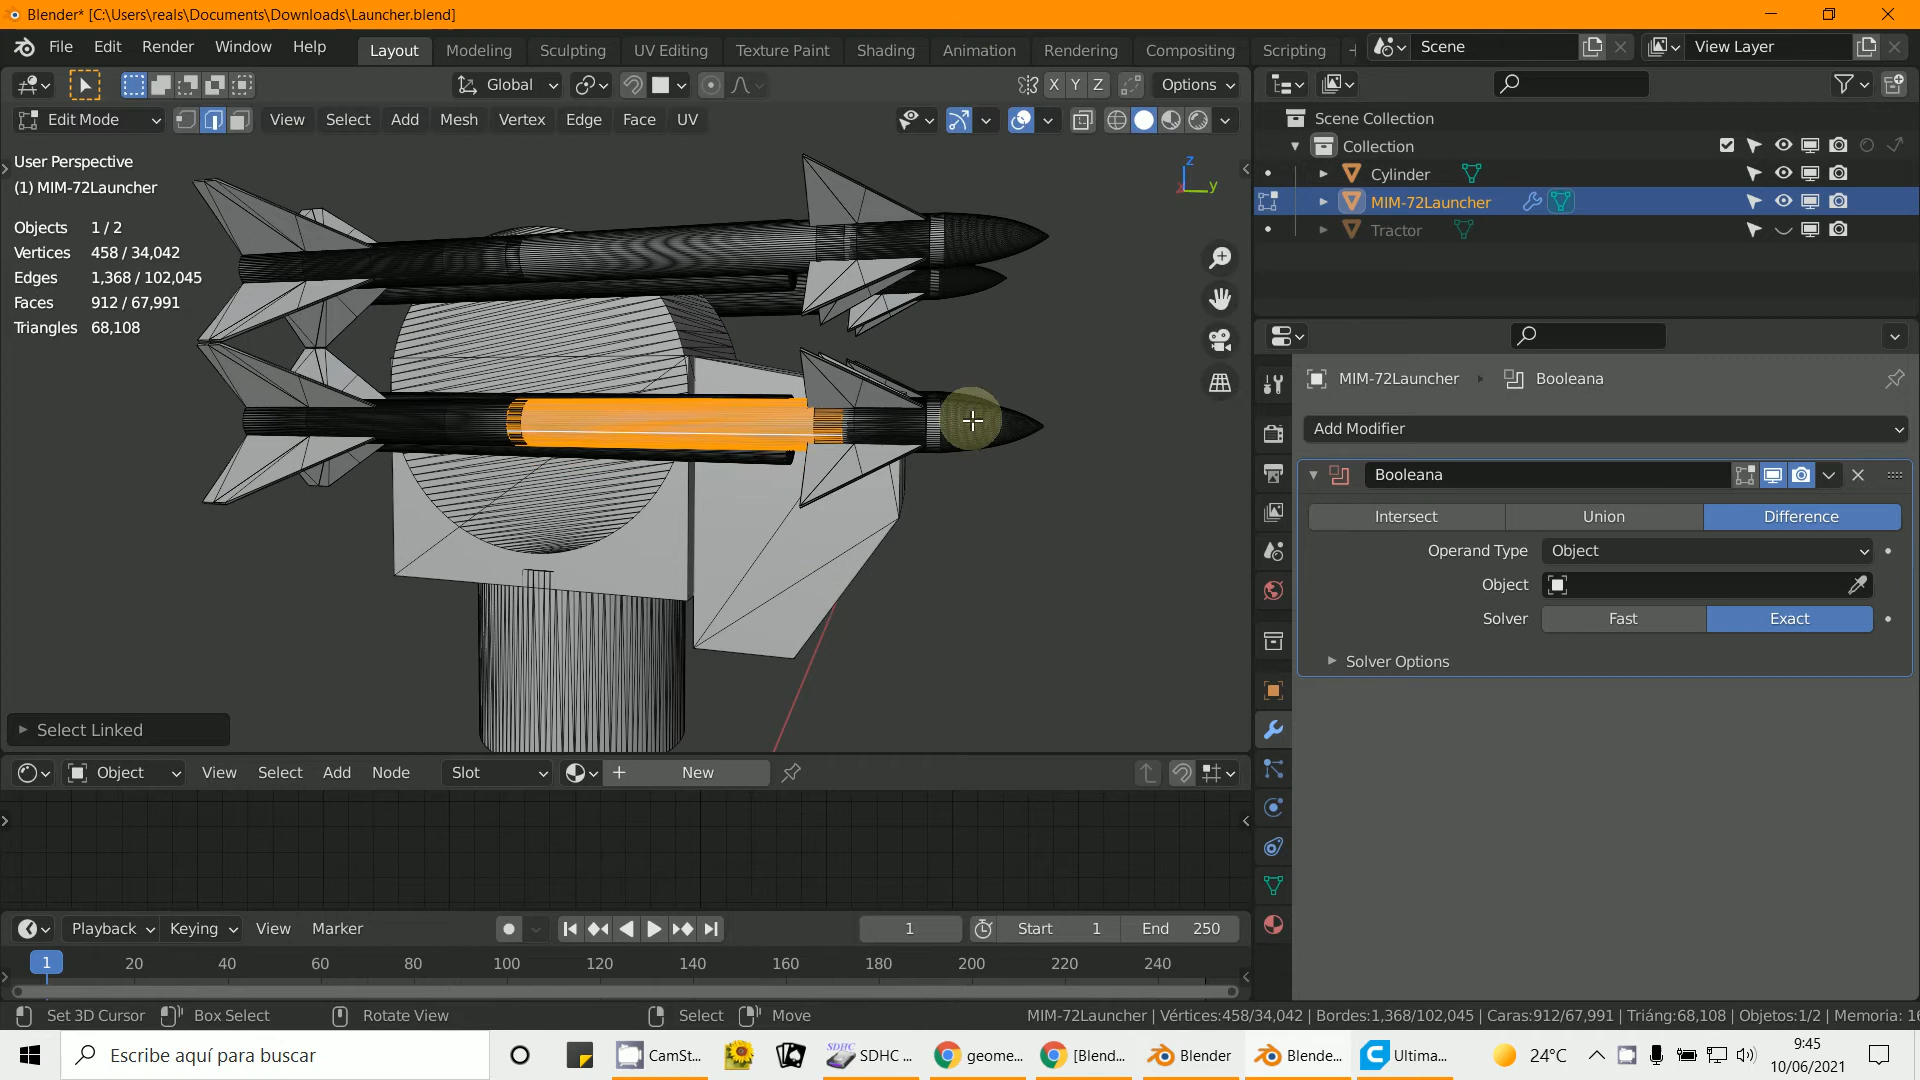 Blender* [C:\Users\reals\Documents\Downloads\Launcher.blend]
File Edit Render Window Help Layout Modeling Sculpting UV Editing Texture Paint Shading Animation Rendering Compositing Scripting Scene View Layer
Global X Y Z Options
Edit Mode View Select Add Mesh Vertex Edge Face UV
Scene Collection
Collection
Cylinder
MIM-72Launcher
Tractor
User Perspective
(1) MIM-72Launcher
Objects 1 / 2
Vertices 458 / 34,042
Edges 1,368 / 102,045
Faces 912 / 67,991
Triangles 68,108
z
y
x
MIM-72Launcher Booleana
Add Modifier
Booleana
Intersect Union Difference
Operand Type Object
Object
Solver Fast Exact
Solver Options
Select Linked
Object View Select Add Node Slot New
Playback Keying View Marker 1 Start 1 End 250
1 20 40 60 80 100 120 140 160 180 200 220 240
Set 3D Cursor Box Select Rotate View Select Move MIM-72Launcher | Vértices:458/34,042 | Bordes:1,368/102,045 | Caras:912/67,991 | Triáng:68,108 | Objetos:1/2 | Memoria: 16
Escribe aquí para buscar CamSt... SDHC SDHC ... geome... [Blend... Blender Blende... Ultima... 24°C 9:45
10/06/2021